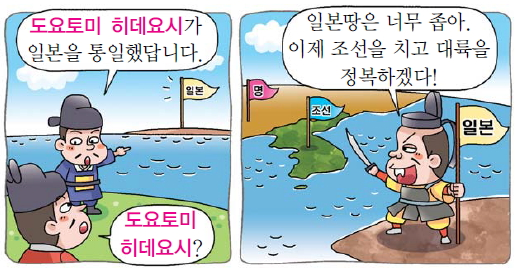 도요토미 히데요시가
일본을 통일했답니다.
일본
도요토미
히데요시?
일본땅은 너무 좁아.
이제 조선을 치고 대륙을
정복하겠다!
명
조선
일본